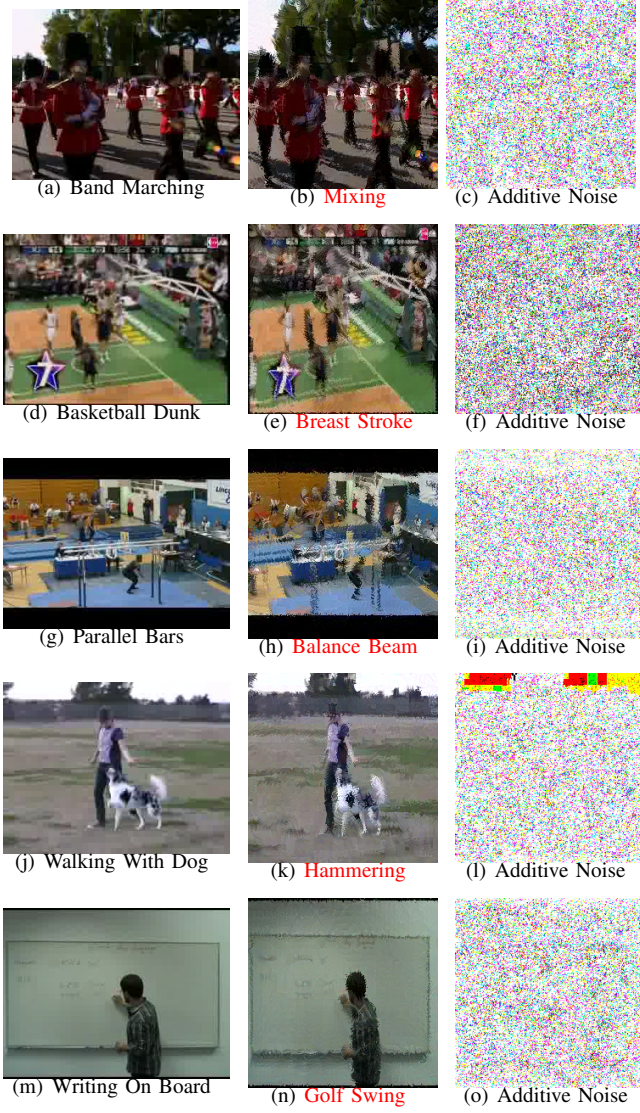 (a) Band Marching
(b) Mixing
(c) Additive Noise
(d) Basketball Dunk
(e) Breast Stroke
(f) Additive Noise
(g) Parallel Bars
(h) Balance Beam
(i) Additive Noise
(j) Walking With Dog
(k) Hammering
(l) Additive Noise
(m) Writing On Board
(n) Golf Swing
(o) Additive Noise